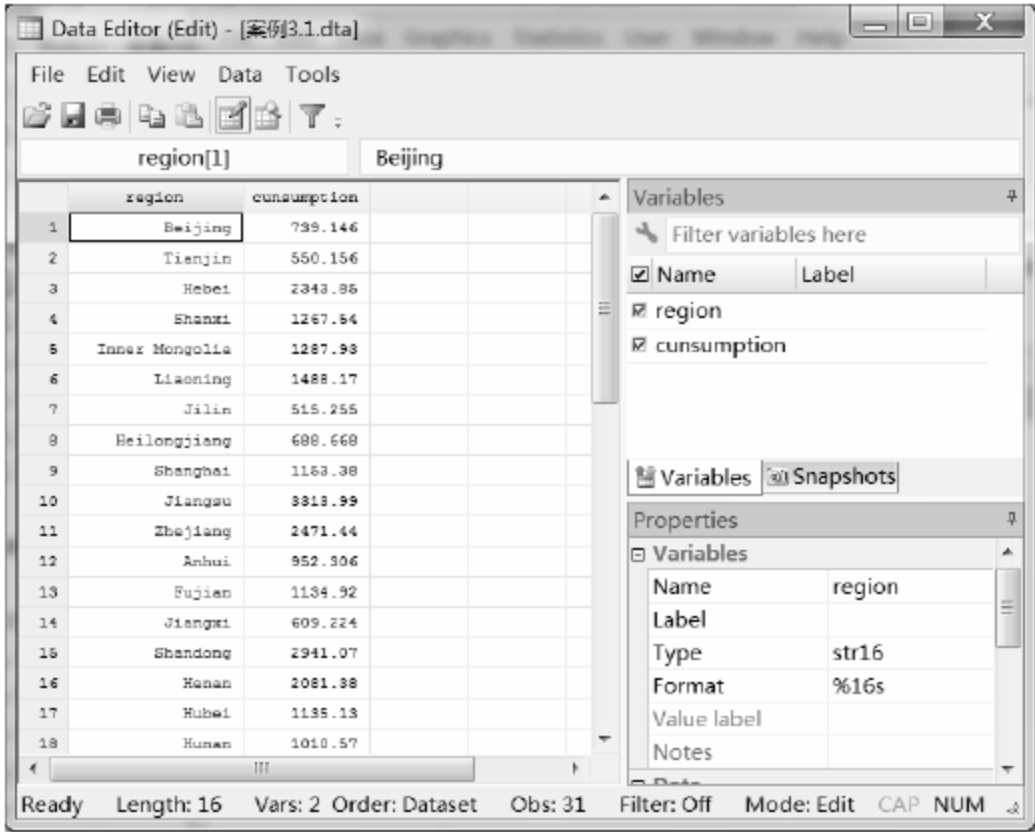 Data Editor (Edit) - [案例3.1.dta]
File Edit View Data Tools
region[1] Beijing
region cunsumption
1 Beijing 739.146
2 Tianjin 550.156
3 Hebei 2343.85
4 Shanxi 1267.54
5 Inner Mongolia 1287.93
6 Liaoning 1488.17
7 Jilin 515.255
8 Heilongjiang 688.668
9 Shanghai 1153.38
10 Jiangsu 3313.99
11 Zhejiang 2471.44
12 Anhui 952.306
13 Fujian 1134.92
14 Jiangxi 609.224
15 Shandong 2941.07
16 Henan 2081.38
17 Hubei 1135.13
18 Hunan 1010.57
Variables
Filter variables here
Name Label
region
cunsumption
Variables Snapshots
Properties
Variables
Name region
Label
Type str16
Format %16s
Value label
Notes
Data
Ready Length: 16 Vars: 2 Order: Dataset Obs: 31 Filter: Off Mode: Edit CAP NUM